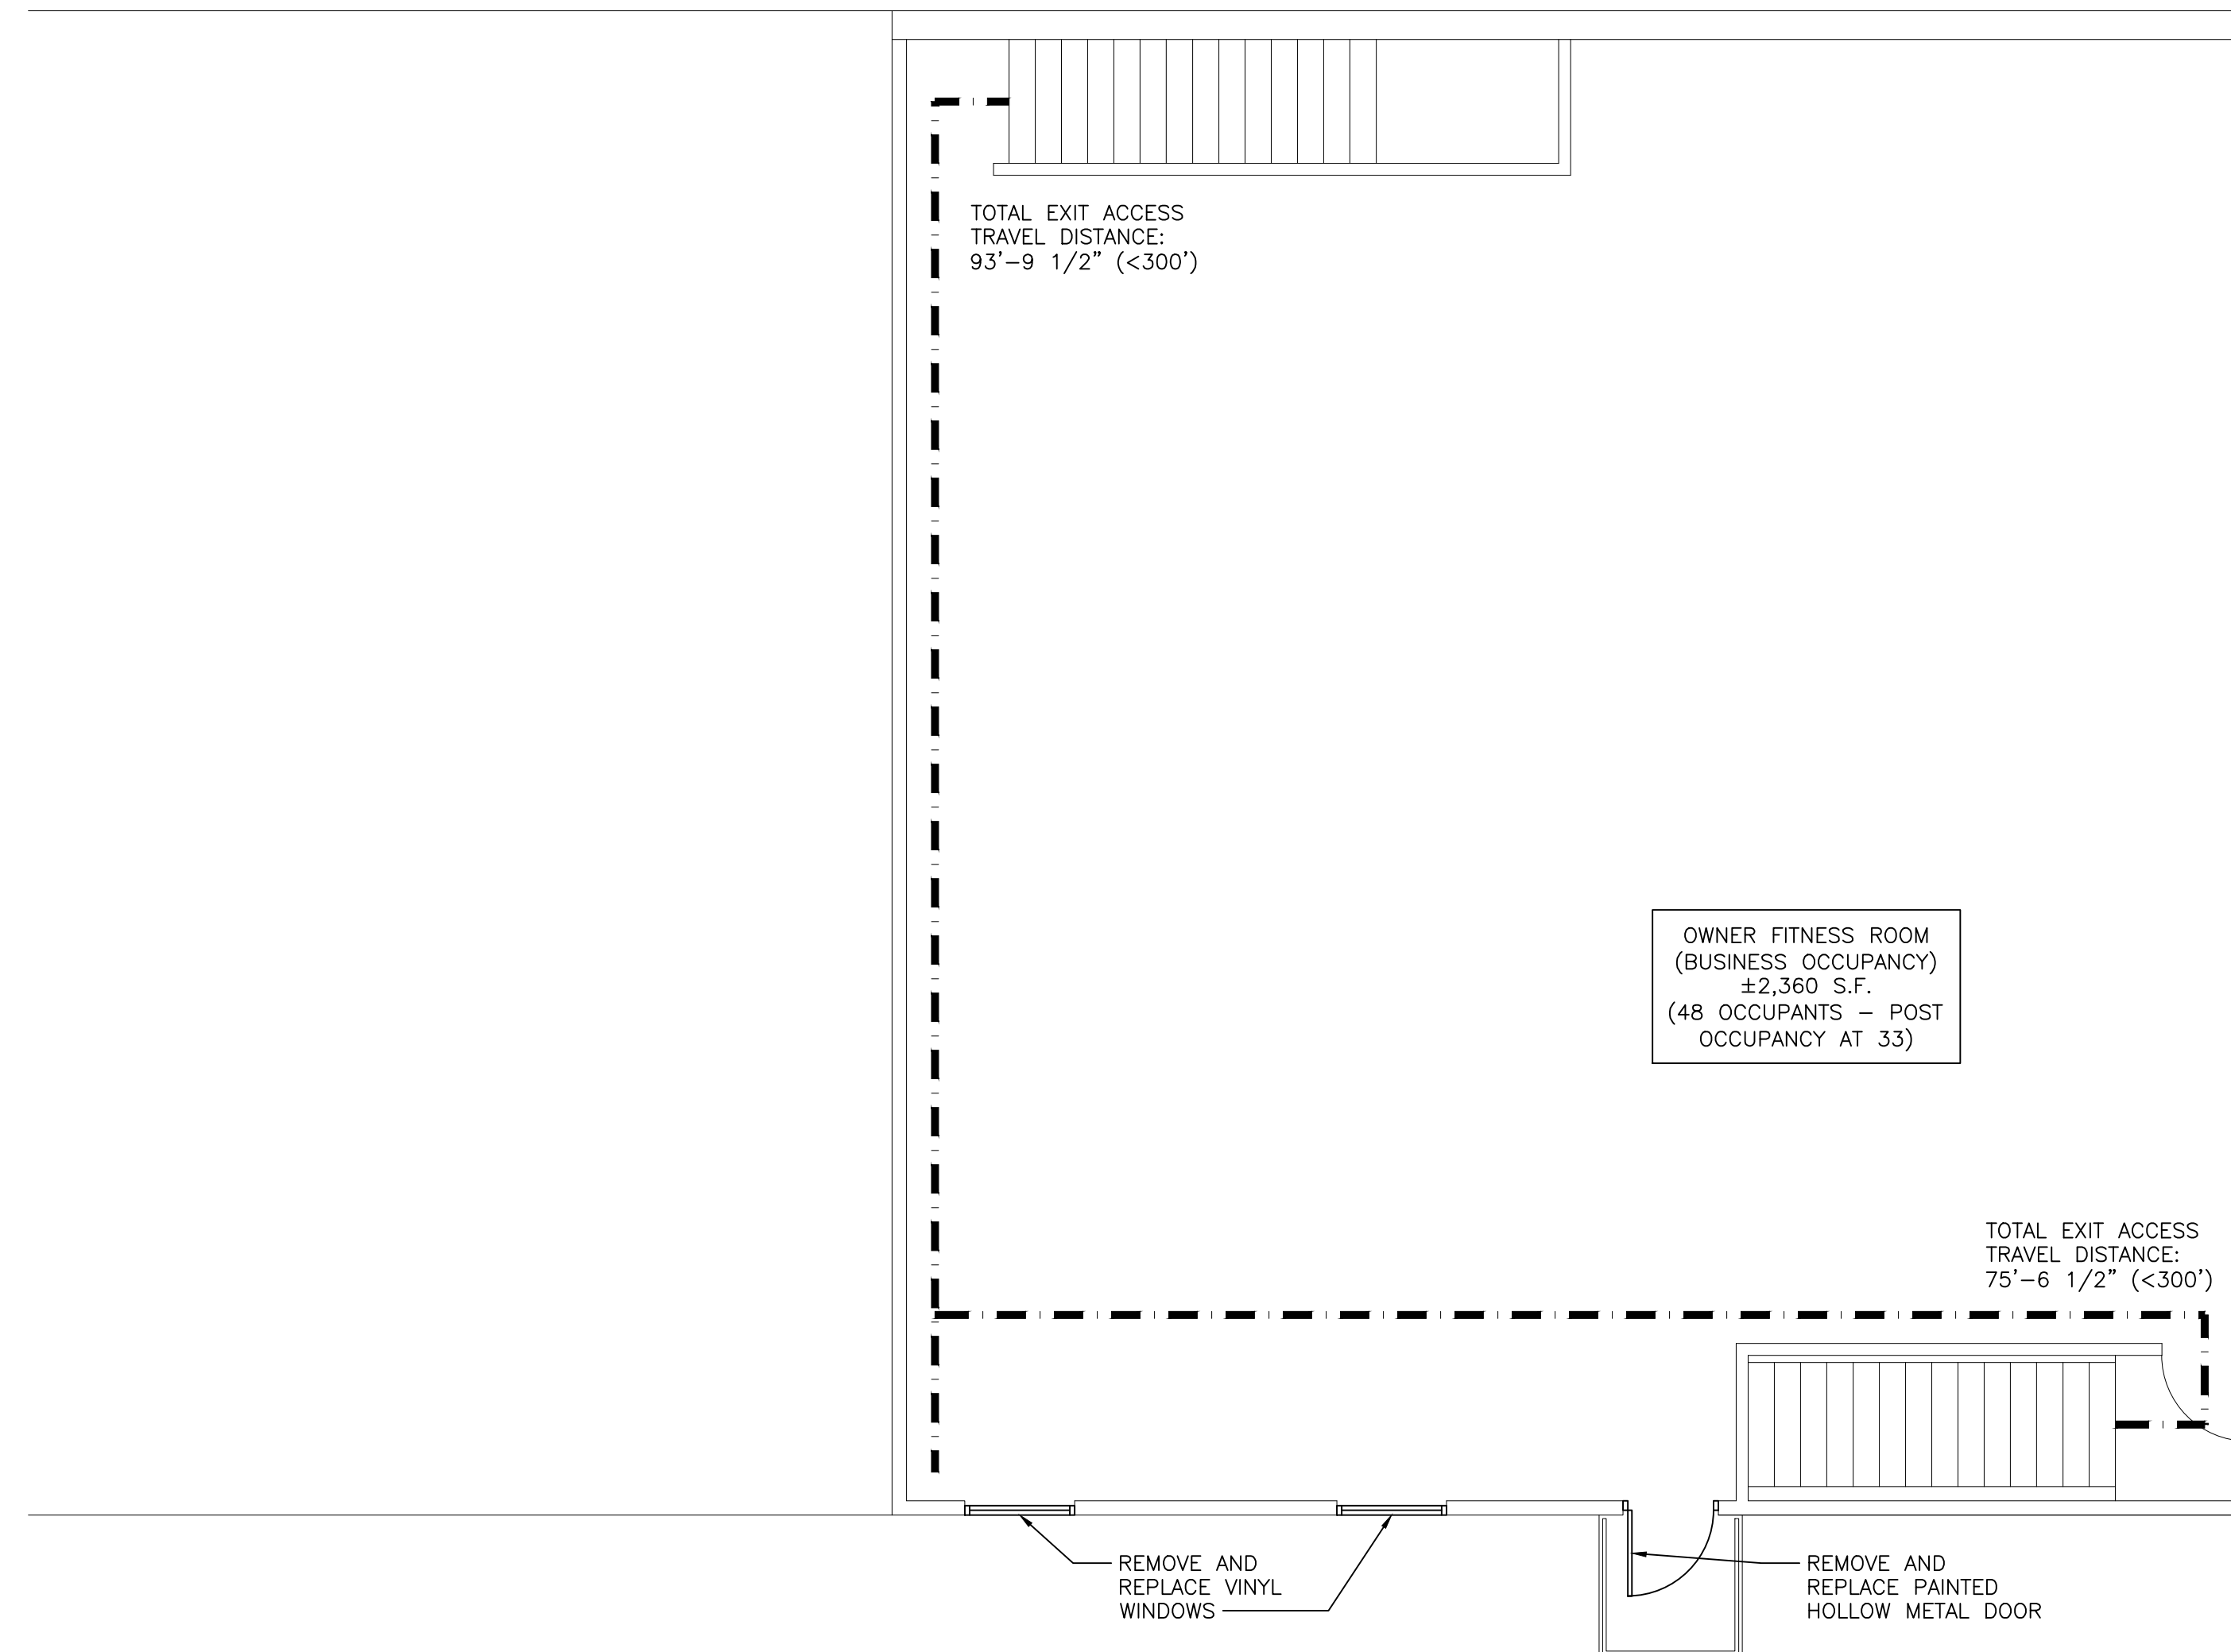 TOTAL EXIT ACCESS
TRAVEL DISTANCE:
93'-9 1/2" (<300')
OWNER FITNESS ROOM
(BUSINESS OCCUPANCY)
±2,360 S.F.
(48 OCCUPANTS - POST
OCCUPANCY AT 33)
TOTAL EXIT ACCESS
TRAVEL DISTANCE:
75'-6 1/2" (<300')
REMOVE AND
REPLACE VINYL
WINDOWS
REMOVE AND
REPLACE PAINTED
HOLLOW METAL DOOR